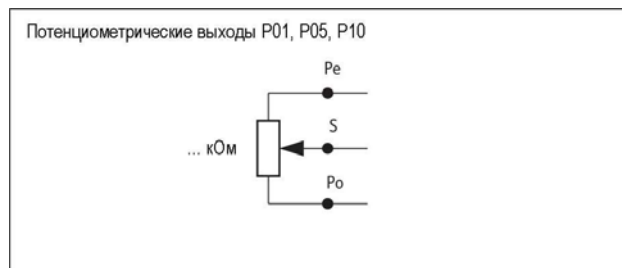 Потенциометрические выходы P01, P05, P10
Pe
S
... кОм
Po